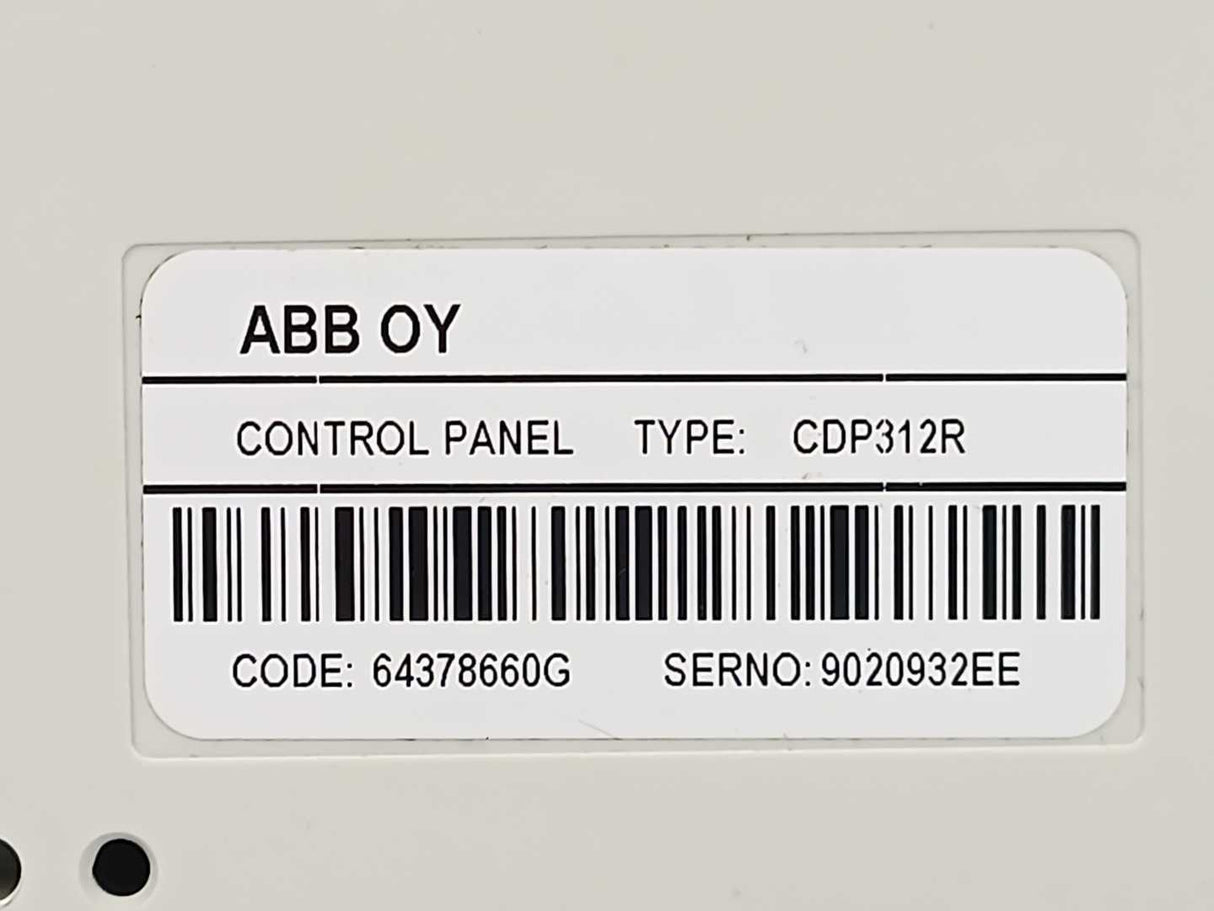 ABB OY
CONTROL PANEL TYPE: CDP312R
CODE: 64378660G SERNO: 9020932EE